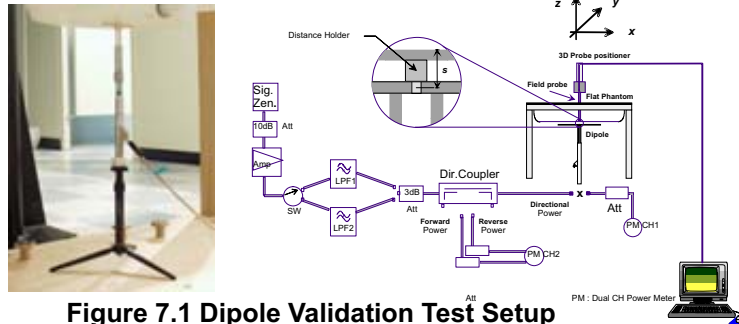 z
y
x
Distance Holder
s
3D Probe positioner
Field probe
Flat Phantom
Dipole
Sig.
Zen.
10dB
Att
Amp
SW
LPF1
LPF2
3dB
Att
Dir.Coupler
Forward
Power
Reverse
Power
Directional
Power
x
Att
PM CH1
PM CH2
Att
PM : Dual CH Power Meter
Figure 7.1 Dipole Validation Test Setup